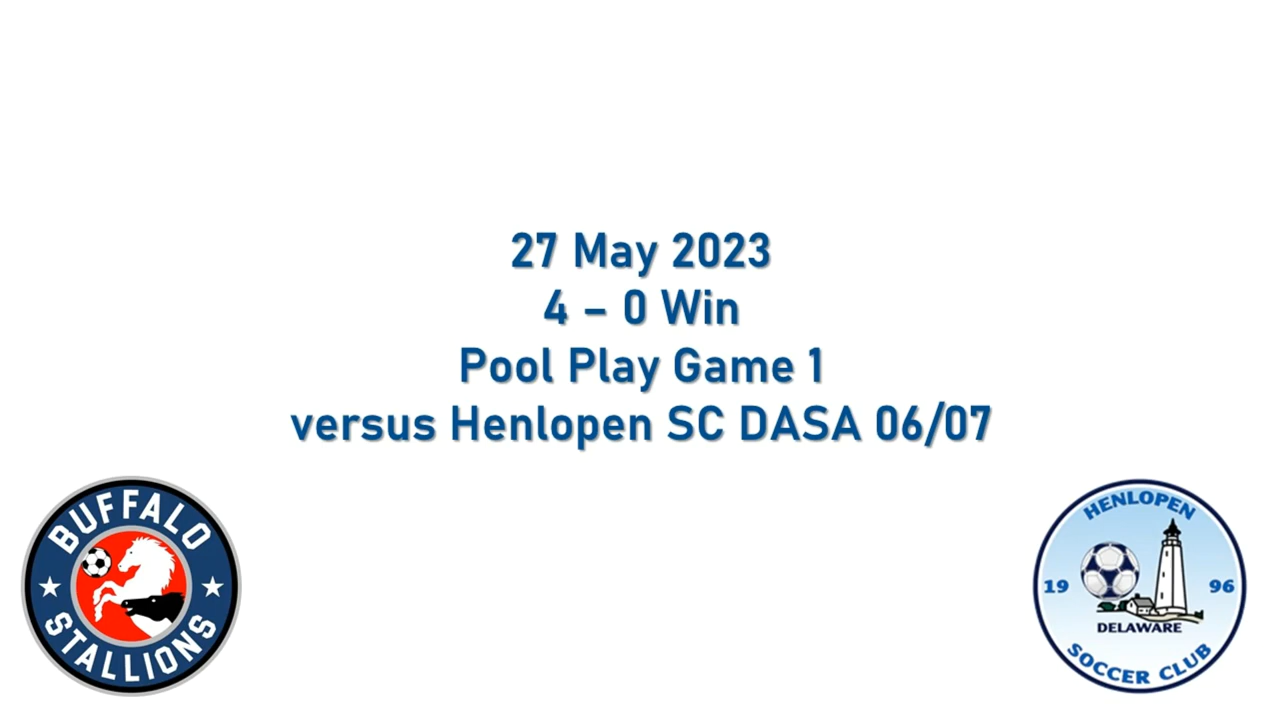 27 May 2023
4 – 0 Win
Pool Play Game 1
versus Henlopen SC DASA 06/07
BUFFALO
STALLIONS
HENLOPEN
19 96
DELAWARE
SOCCER CLUB